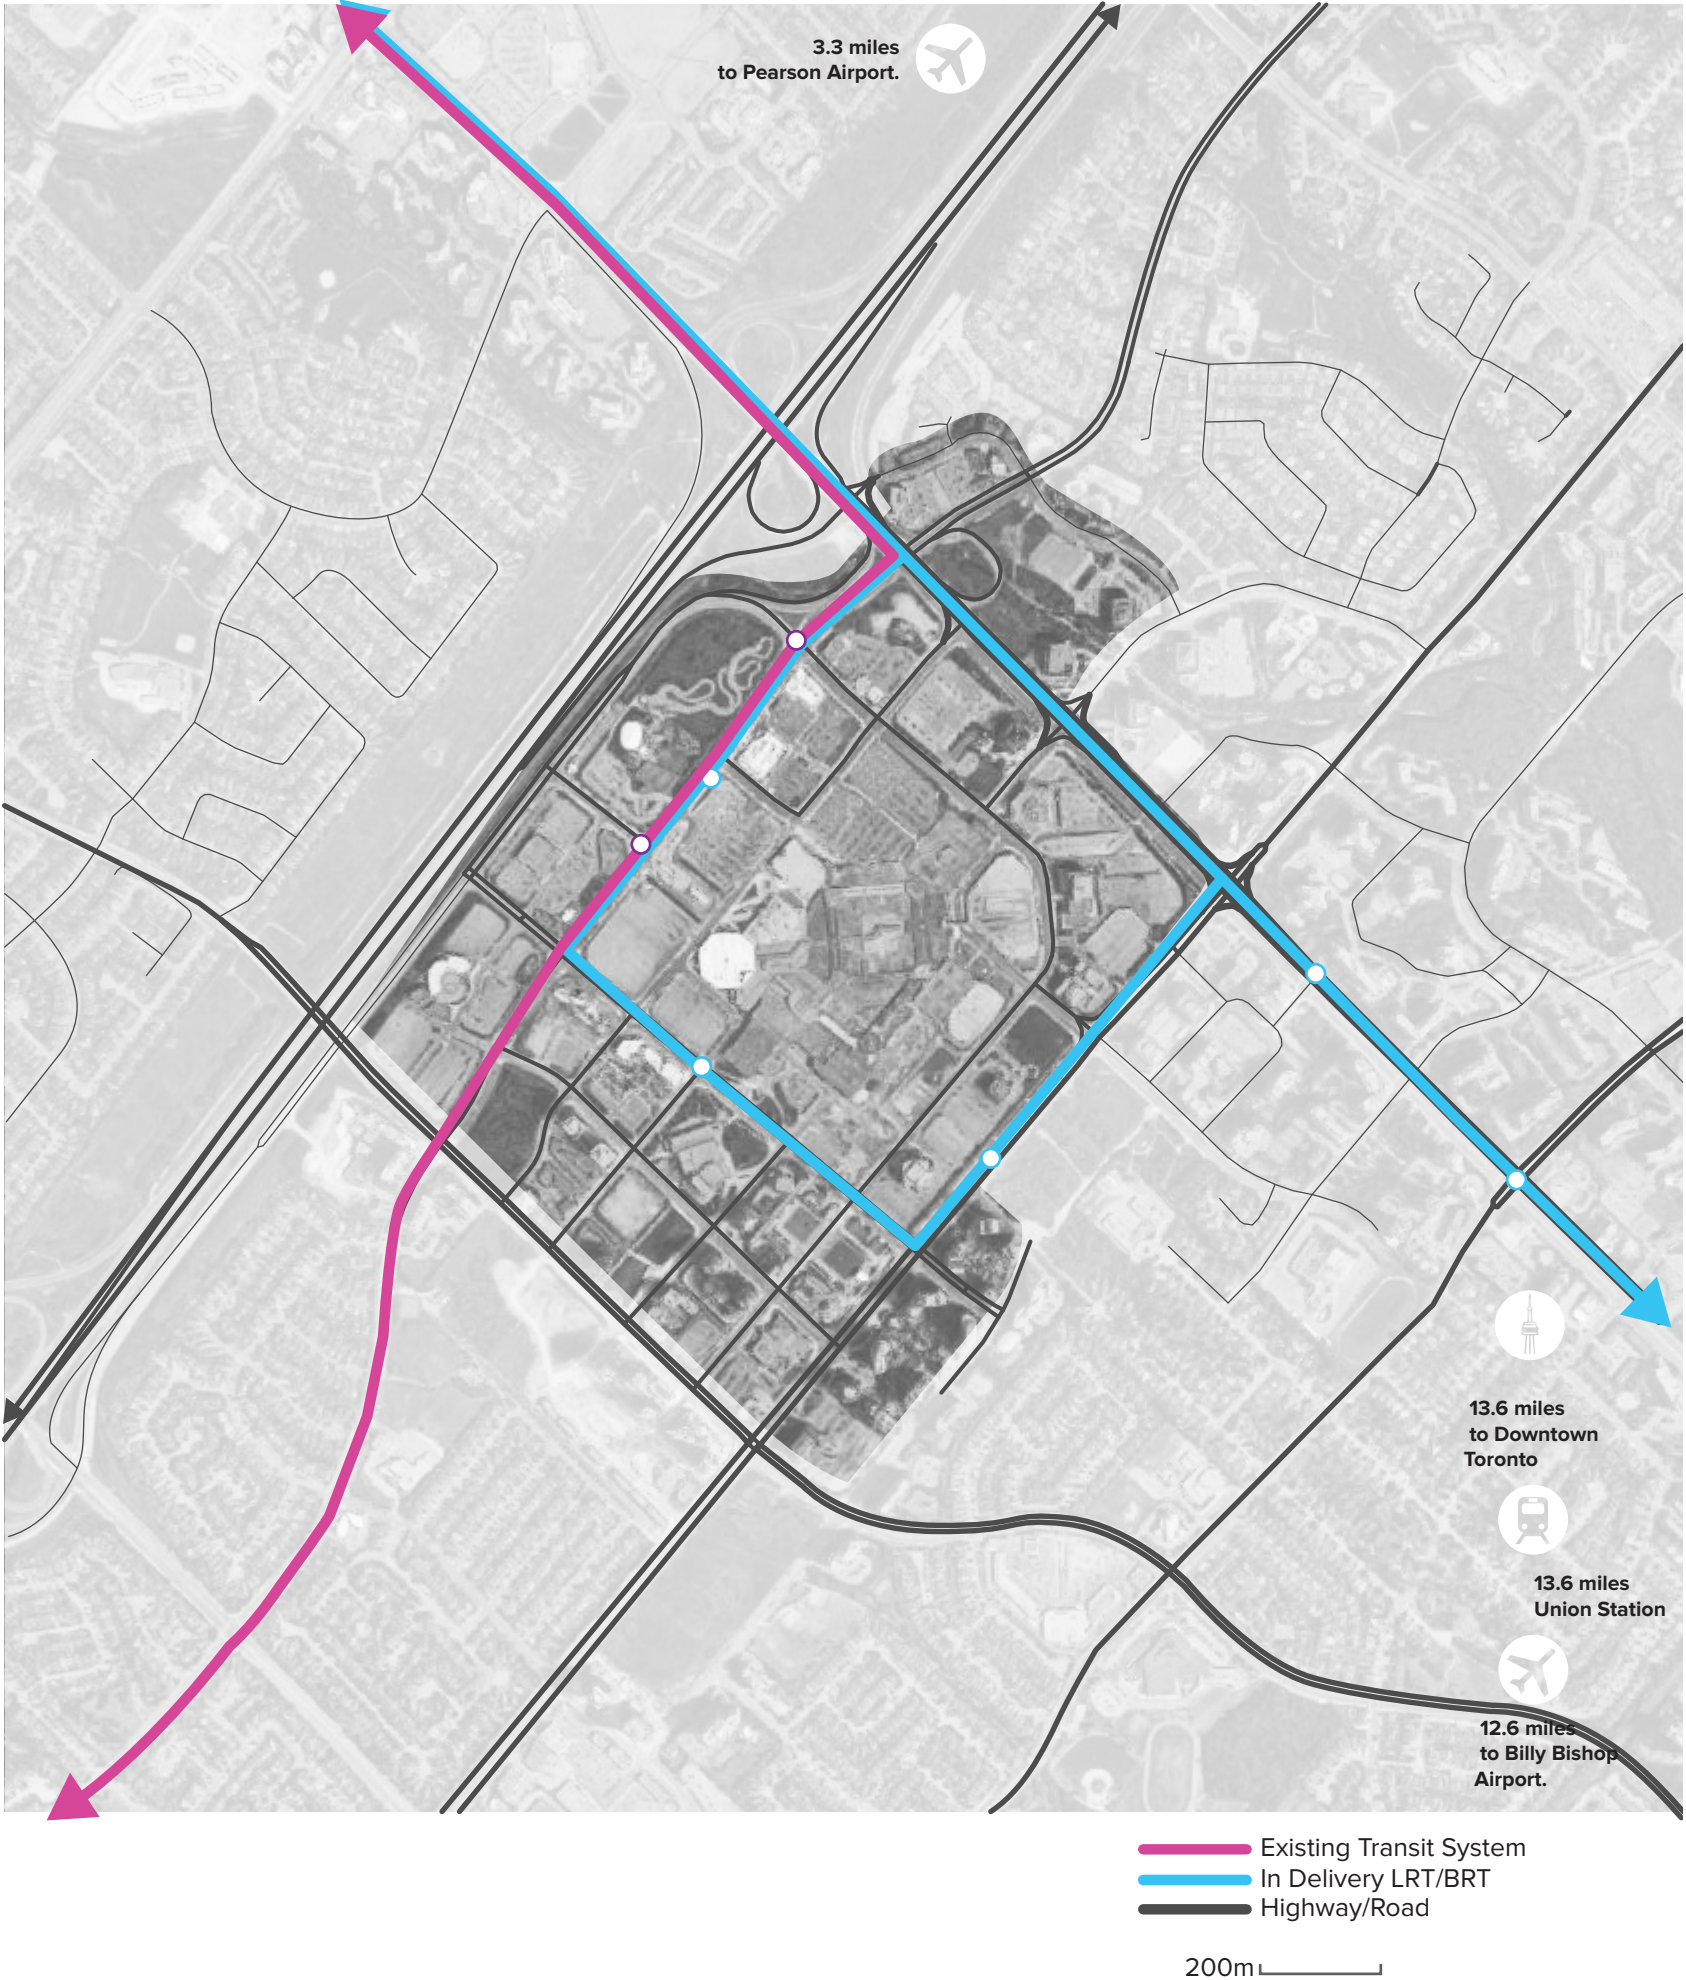 3.3 miles
to Pearson Airport.
13.6 miles
to Downtown
Toronto
13.6 miles
Union Station
12.6 miles
to Billy Bishop
Airport.
Existing Transit System
In Delivery LRT/BRT
Highway/Road
200m